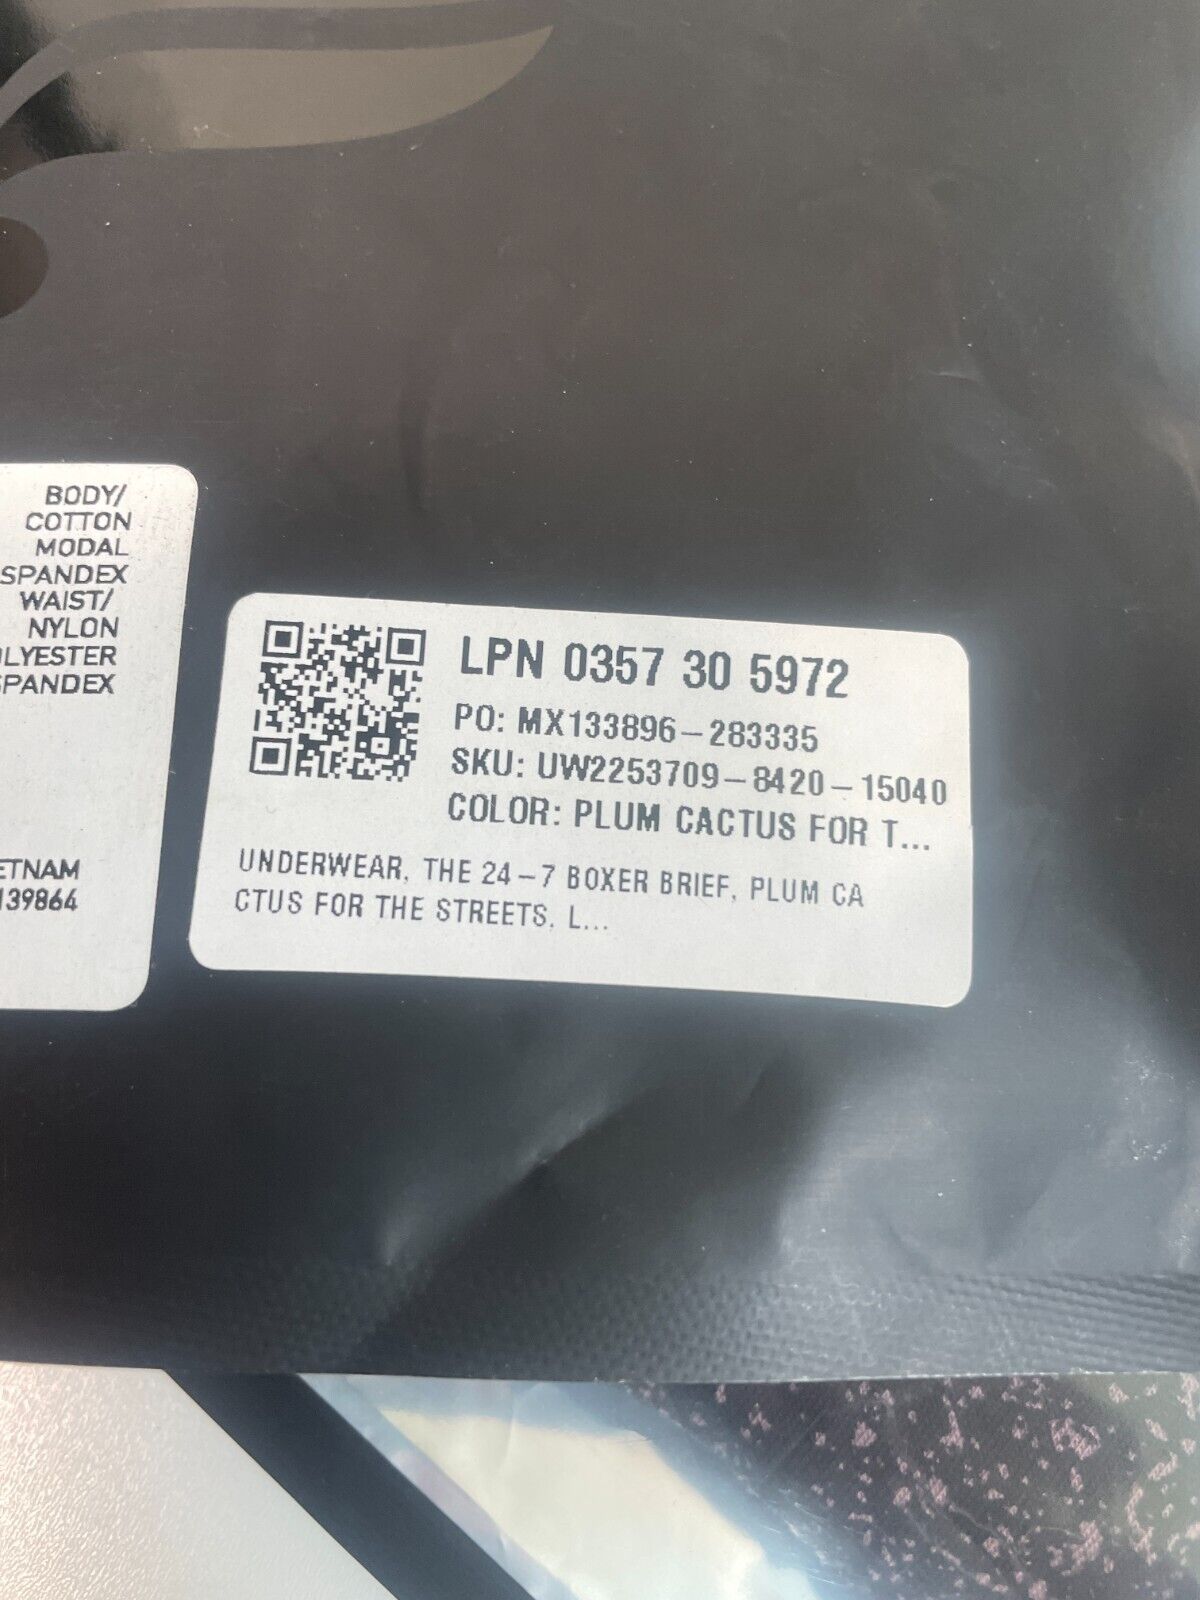 BODY/
COTTON
MODAL
SPANDEX
WAIST/
NYLON
OLYESTER
SPANDEX
ETNAM
139864
LPN 0357 30 5972
PO: MX133896-283335
SKU: UW2253709-8420-15040
COLOR: PLUM CACTUS FOR T...
UNDERWEAR, THE 24-7 BOXER BRIEF, PLUM CA
CTUS FOR THE STREETS, L...